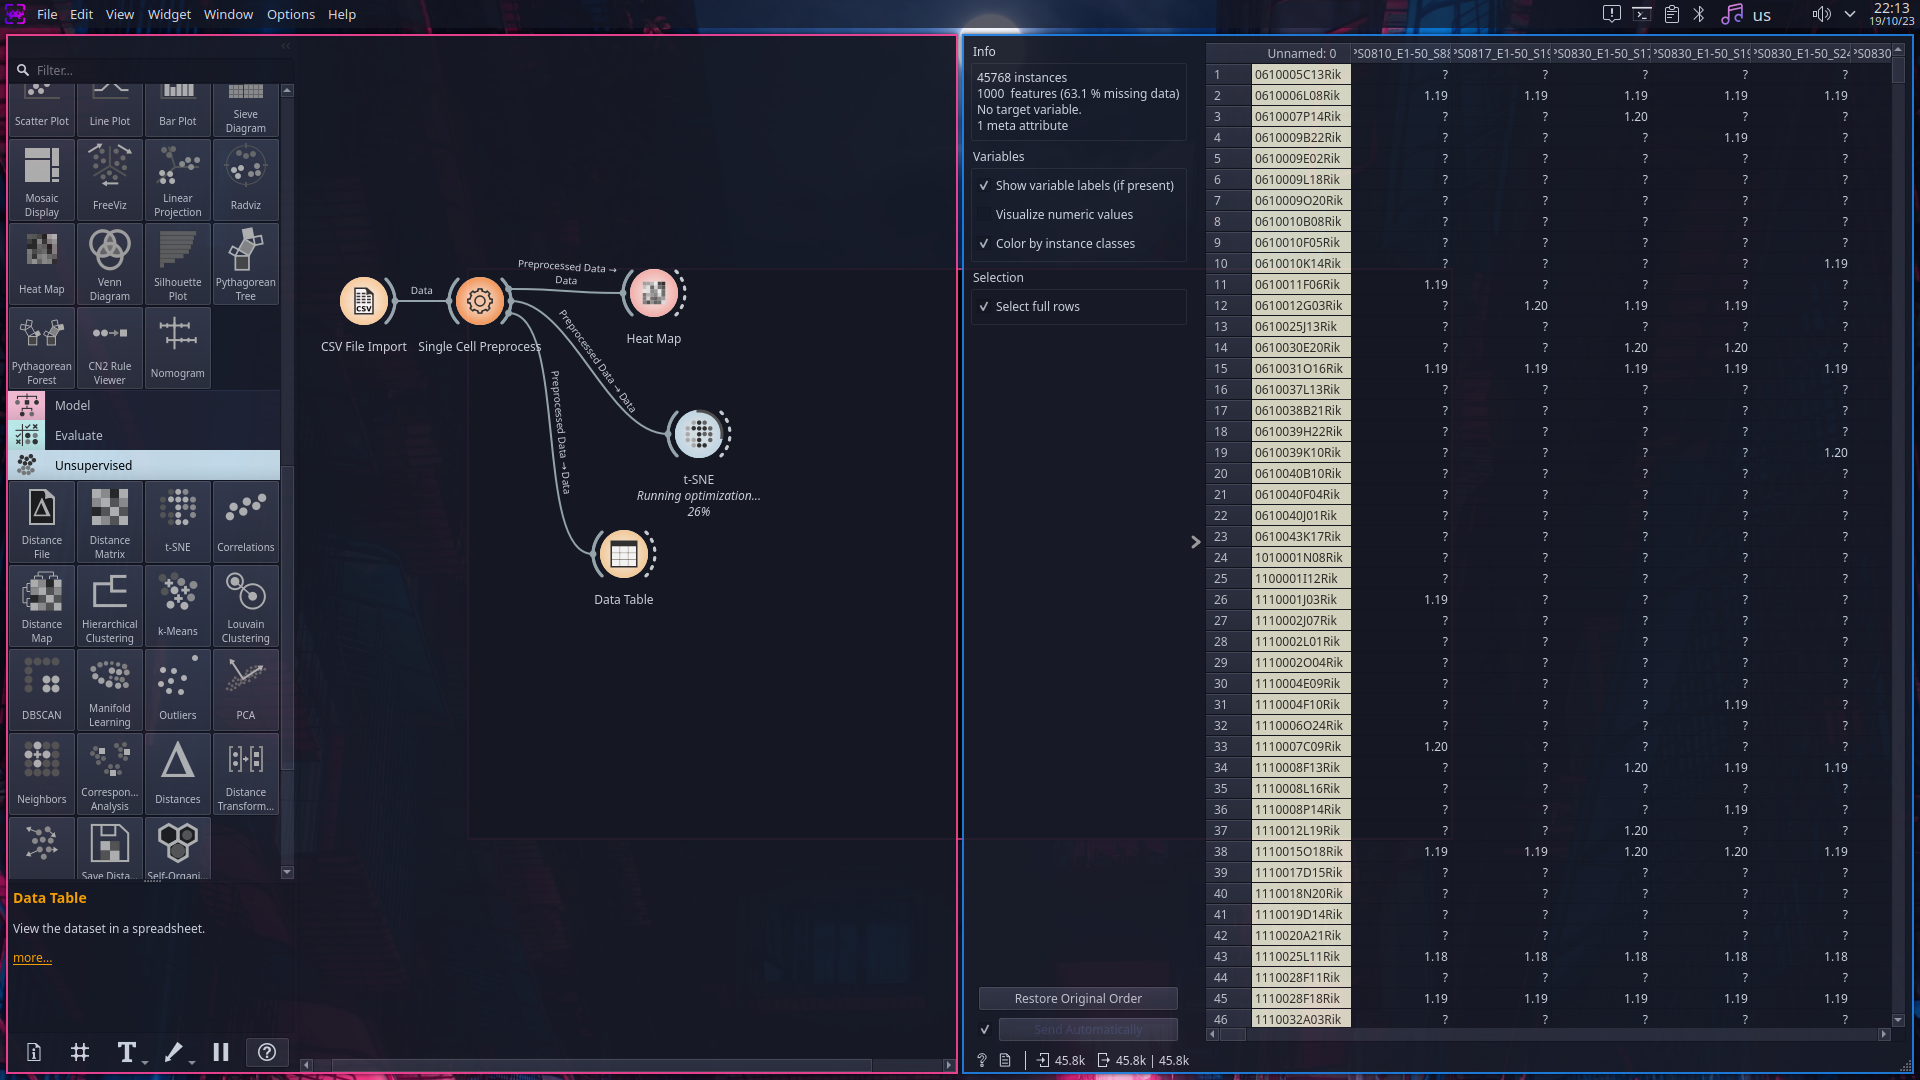 File Edit View Widget Window Options Help
us
22:13
19/10/23
Filter...
Scatter Plot
Line Plot
Bar Plot
Sieve Diagram
Mosaic Display
FreeViz
Linear Projection
Radviz
Heat Map
Venn Diagram
Silhouette Plot
Pythagorean Tree
Pythagorean Forest
CN2 Rule Viewer
Nomogram
Model
Evaluate
Unsupervised
Distance File
Distance Matrix
t-SNE
Correlations
Distance Map
Hierarchical Clustering
k-Means
Louvain Clustering
DBSCAN
Manifold Learning
Outliers
PCA
Neighbors
Correspon... Analysis
Distances
Distance Transform...
Save Dista...
Self-Organi...
Data Table
View the dataset in a spreadsheet.
more...
CSV
CSV File Import
Data
Single Cell Preprocess
Preprocessed Data → Data
Heat Map
Preprocessed Data → Data
t-SNE
Running optimization...
26%
Preprocessed Data → Data
Data Table
Info
45768 instances
1000 features (63.1 % missing data)
No target variable.
1 meta attribute
Variables
Show variable labels (if present)
Visualize numeric values
Color by instance classes
Selection
Select full rows
Restore Original Order
Send Automatically
45.8k 45.8k | 45.8k
Unnamed: 0 PS0810_E1-50_S88 PS0817_E1-50_S19 PS0830_E1-50_S17 PS0830_E1-50_S19 PS0830_E1-50_S24 PS0830
1 0610005C13Rik ? ? ? ? ?
2 0610006L08Rik 1.19 1.19 1.19 1.19 1.19
3 0610007P14Rik ? ? 1.20 ? ?
4 0610009B22Rik ? ? ? 1.19 ?
5 0610009E02Rik ? ? ? ? ?
6 0610009L18Rik ? ? ? ? ?
7 0610009O20Rik ? ? ? ? ?
8 0610010B08Rik ? ? ? ? ?
9 0610010F05Rik ? ? ? ? ?
10 0610010K14Rik ? ? ? ? 1.19
11 0610011F06Rik 1.19 ? ? ? ?
12 0610012G03Rik ? 1.20 1.19 1.19 ?
13 0610025J13Rik ? ? ? ? ?
14 0610030E20Rik ? ? 1.20 1.20 ?
15 0610031O16Rik 1.19 1.19 1.19 1.19 1.19
16 0610037L13Rik ? ? ? ? ?
17 0610038B21Rik ? ? ? ? ?
18 0610039H22Rik ? ? ? ? ?
19 0610039K10Rik ? ? ? ? 1.20
20 0610040B10Rik ? ? ? ? ?
21 0610040F04Rik ? ? ? ? ?
22 0610040J01Rik ? ? ? ? ?
23 0610043K17Rik ? ? ? ? ?
24 1010001N08Rik ? ? ? ? ?
25 1100001I12Rik ? ? ? ? ?
26 1110001J03Rik 1.19 ? ? ? ?
27 1110002J07Rik ? ? ? ? ?
28 1110002L01Rik ? ? ? ? ?
29 1110002O04Rik ? ? ? ? ?
30 1110004E09Rik ? ? ? ? ?
31 1110004F10Rik ? ? ? 1.19 ?
32 1110006O24Rik ? ? ? ? ?
33 1110007C09Rik 1.20 ? ? ? ?
34 1110008F13Rik ? ? 1.20 1.19 1.19
35 1110008L16Rik ? ? ? ? ?
36 1110008P14Rik ? ? ? 1.19 ?
37 1110012L19Rik ? ? 1.20 ? ?
38 1110015O18Rik 1.19 1.19 1.20 1.20 1.19
39 1110017D15Rik ? ? ? ? ?
40 1110018N20Rik ? ? ? ? ?
41 1110019D14Rik ? ? ? ? ?
42 1110020A21Rik ? ? ? ? ?
43 1110025L11Rik 1.18 1.18 1.18 1.18 1.18
44 1110028F11Rik ? ? ? ? ?
45 1110028F18Rik 1.19 1.19 1.19 1.19 1.19
46 1110032A03Rik ? ? ? ? ?